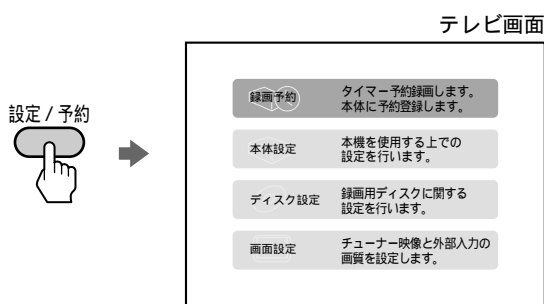 テレビ画面
設定 / 予約
録画予約
タイマー予約録画します。
本体に予約登録します。
本体設定
本機を使用する上での
設定を行います。
ディスク設定
録画用ディスクに関する
設定を行います。
画面設定
チューナー映像と外部入力の
画質を設定します。